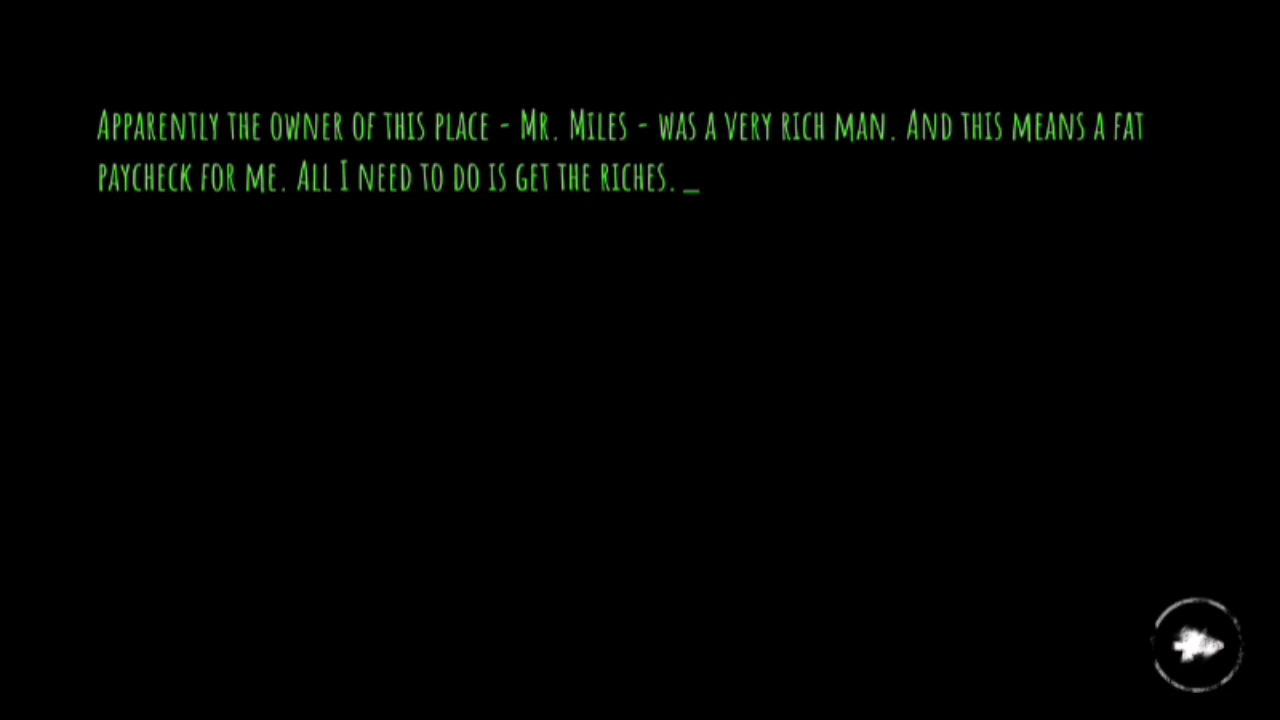 Apparently the owner of this place - Mr. Miles - was a very rich man. And this means a fat
paycheck for me. All I need to do is get the riches. _